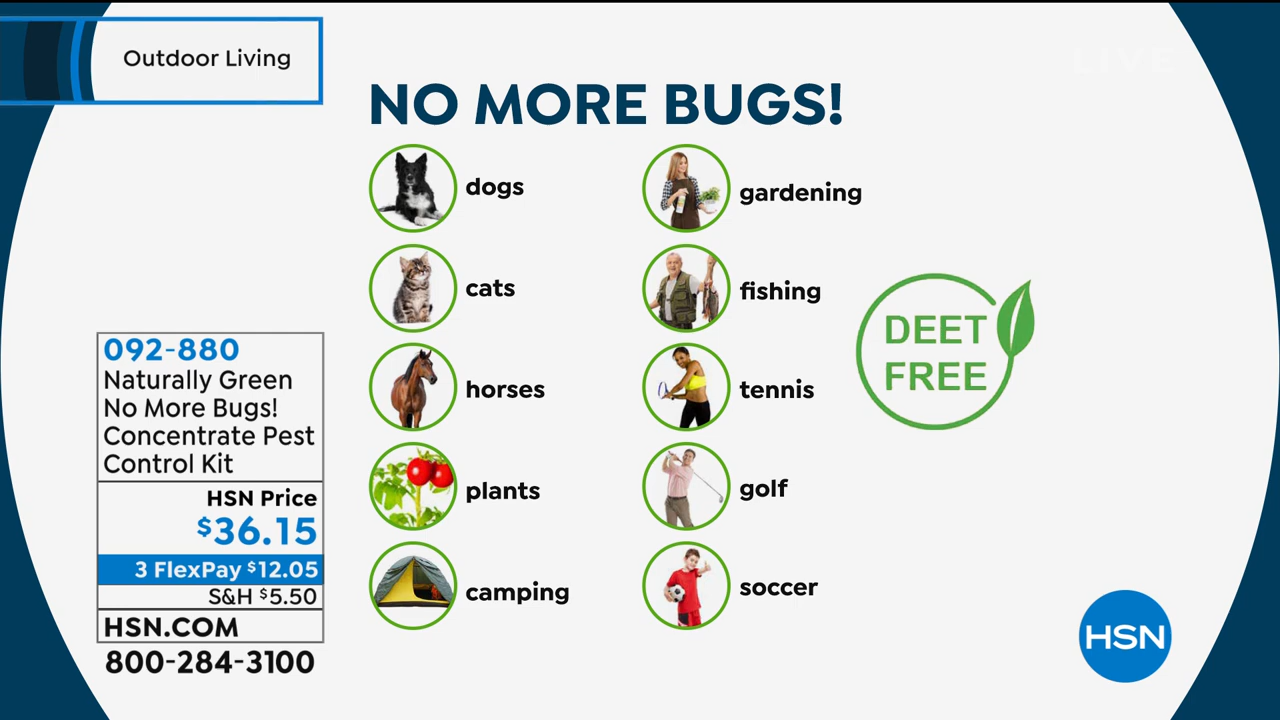 Outdoor Living
LIVE
NO MORE BUGS!
dogs
gardening
cats
fishing
horses
tennis
plants
golf
camping
soccer
DEET
FREE
092-880
Naturally Green
No More Bugs!
Concentrate Pest
Control Kit
HSN Price
$36.15
3 FlexPay $12.05
S&H $5.50
HSN.COM
800-284-3100
HSN